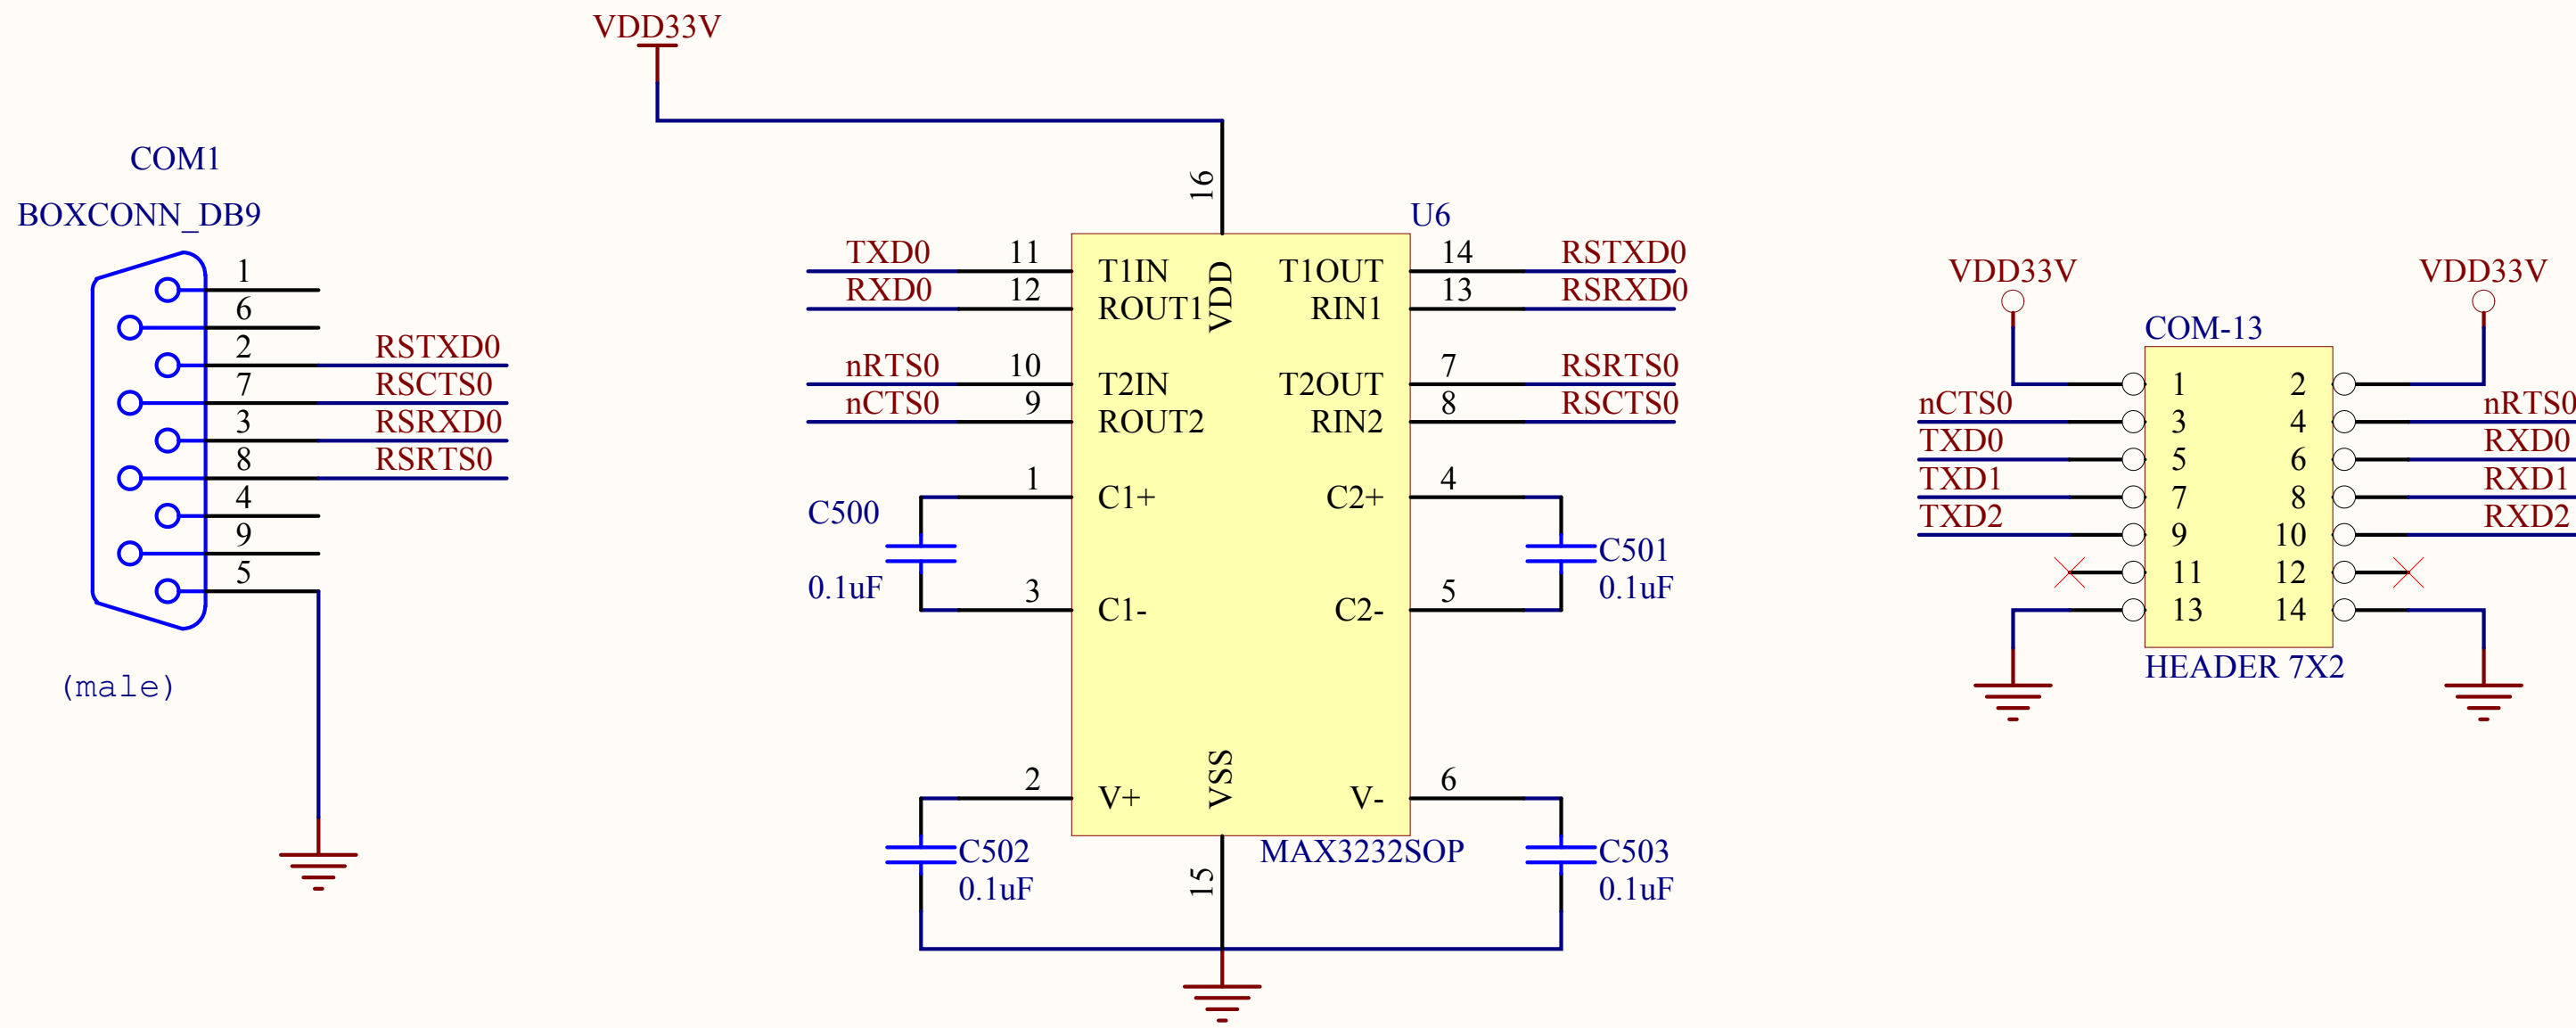 COM1
BOXCONN_DB9
1
6
2 RSTXD0
7 RSCTS0
3 RSRXD0
8 RSRTS0
4
9
5
(male)
VDD33V
16
U6
TXD0 11 T1IN VDD T1OUT 14 RSTXD0
RXD0 12 ROUT1 RIN1 13 RSRXD0
nRTS0 10 T2IN T2OUT 7 RSRTS0
nCTS0 9 ROUT2 RIN2 8 RSCTS0
1 C1+ C2+ 4
C500 C501
0.1uF 0.1uF
3 C1- C2- 5
2 V+ VSS V- 6
C502 MAX3232SOP C503
0.1uF 15 0.1uF
VDD33V VDD33V
COM-13
1 2
nCTS0 3 4 nRTS0
TXD0 5 6 RXD0
TXD1 7 8 RXD1
TXD2 9 10 RXD2
11 12
13 14
HEADER 7X2